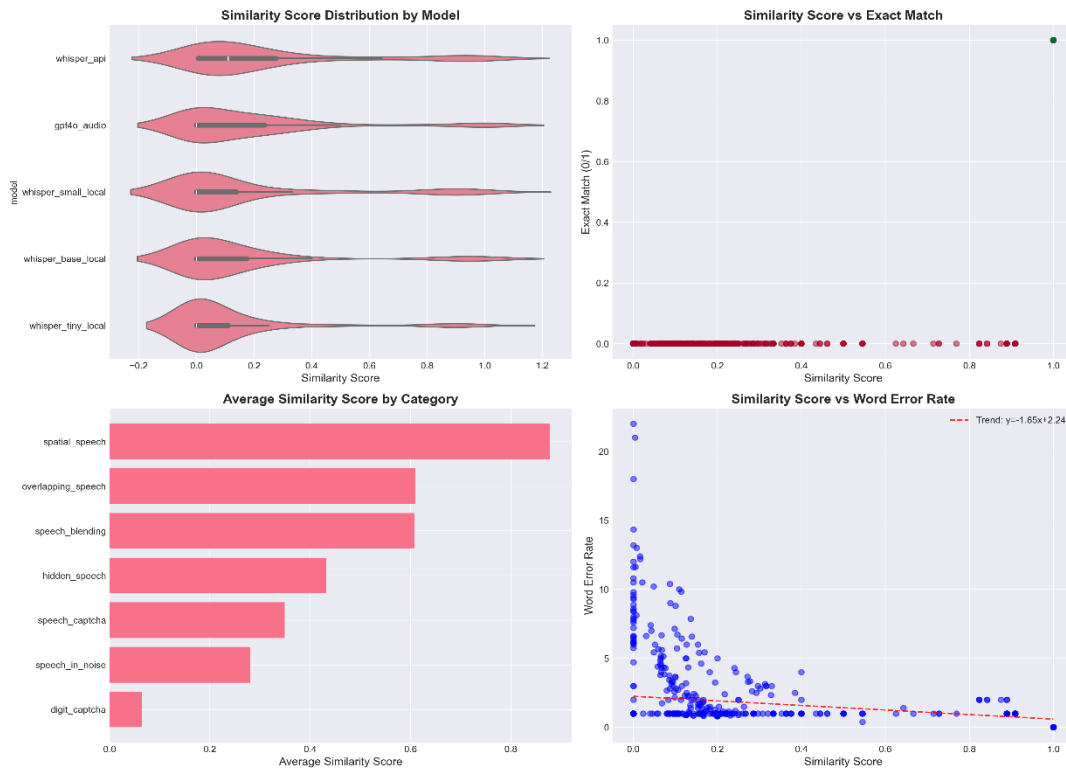 Similarity Score Distribution by Model
whisper_api
gpt4o_audio
whisper_small_local
whisper_base_local
whisper_tiny_local
model
−0.2 0.0 0.2 0.4 0.6 0.8 1.0 1.2
Similarity Score
Similarity Score vs Exact Match
1.0
0.8
0.6
0.4
0.2
0.0
Exact Match (0/1)
0.0 0.2 0.4 0.6 0.8 1.0
Similarity Score
Average Similarity Score by Category
spatial_speech
overlapping_speech
speech_blending
hidden_speech
speech_captcha
speech_in_noise
digit_captcha
0.0 0.2 0.4 0.6 0.8
Average Similarity Score
Similarity Score vs Word Error Rate
Trend: y=-1.65x+2.24
20
15
10
5
0
Word Error Rate
0.0 0.2 0.4 0.6 0.8 1.0
Similarity Score